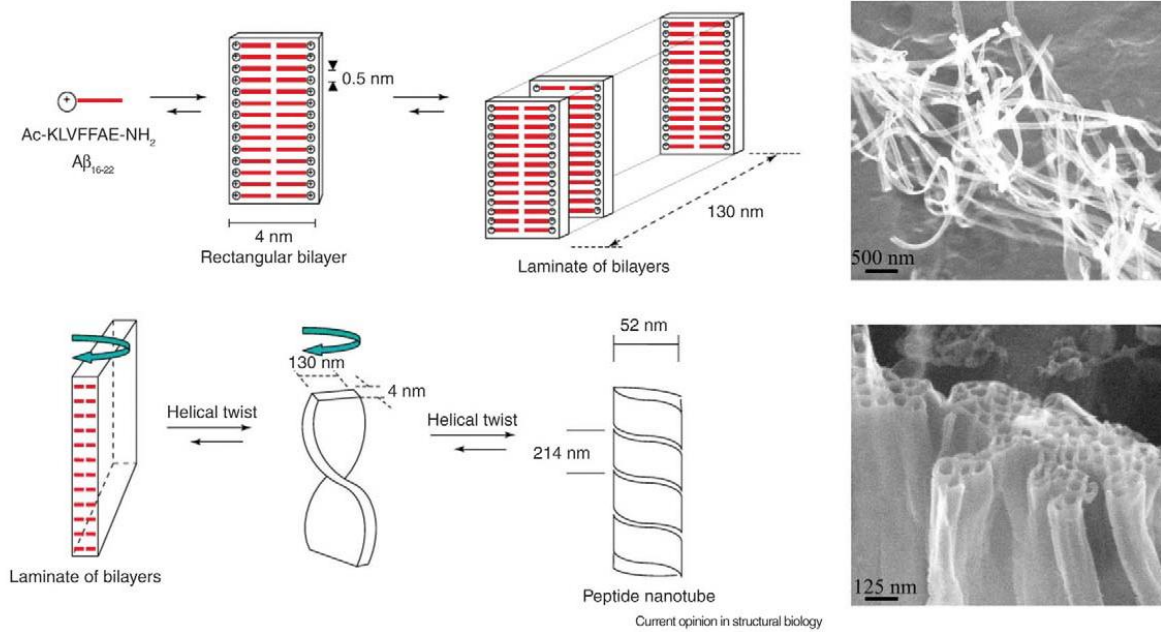 0.5 nm
Ac-KLVFFAE-NH₂
Aβ₁₆₋₂₂
4 nm
Rectangular bilayer
130 nm
Laminate of bilayers
500 nm
52 nm
130 nm
4 nm
Helical twist
Helical twist
214 nm
Laminate of bilayers
Peptide nanotube
125 nm
Current opinion in structural biology